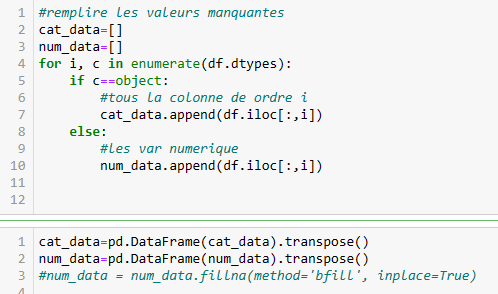 1 #remplire les valeurs manquantes
2 cat_data=[]
3 num_data=[]
4 for i, c in enumerate(df.dtypes):
5     if c==object:
6         #tous la colonne de ordre i
7         cat_data.append(df.iloc[:,i])
8     else:
9         #les var numerique
10         num_data.append(df.iloc[:,i])
11
12
1 cat_data=pd.DataFrame(cat_data).transpose()
2 num_data=pd.DataFrame(num_data).transpose()
3 #num_data = num_data.fillna(method='bfill', inplace=True)
4